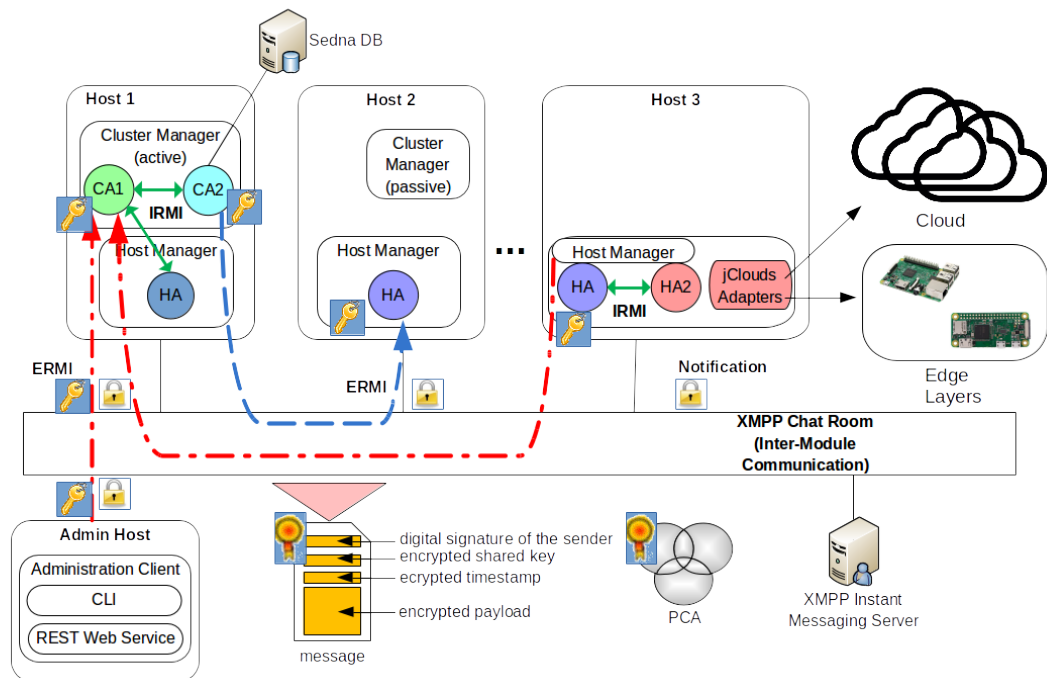 Sedna DB
Host 1
Host 2
Host 3
Cluster Manager
(active)
Cluster
Manager
(passive)
CA1
CA2
IRMI
Cloud
Host Manager
Host Manager
...
Host Manager
HA
HA
HA
HA2
IRMI
jClouds
Adapters
ERMI
ERMI
Notification
Edge
Layers
XMPP Chat Room
(Inter-Module
Communication)
Admin Host
Administration Client
CLI
REST Web Service
digital signature of the sender
encrypted shared key
ecrypted timestamp
encrypted payload
message
PCA
XMPP Instant
Messaging Server